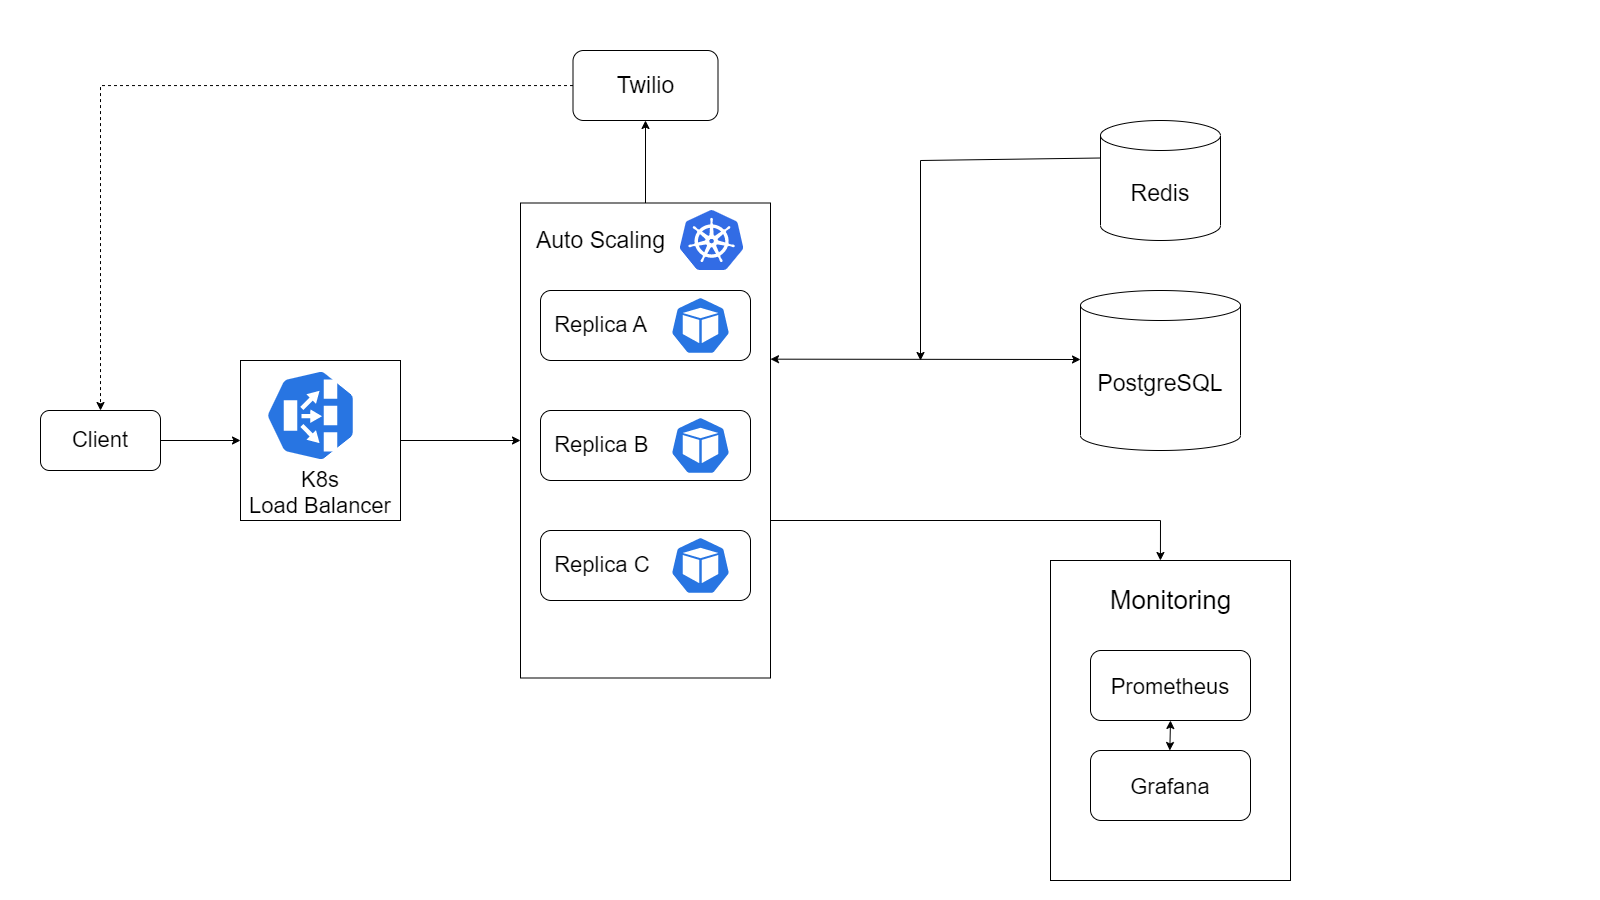 Twilio
Redis
Auto Scaling
Replica A
PostgreSQL
Client
Replica B
K8s
Load Balancer
Replica C
Monitoring
Prometheus
Grafana